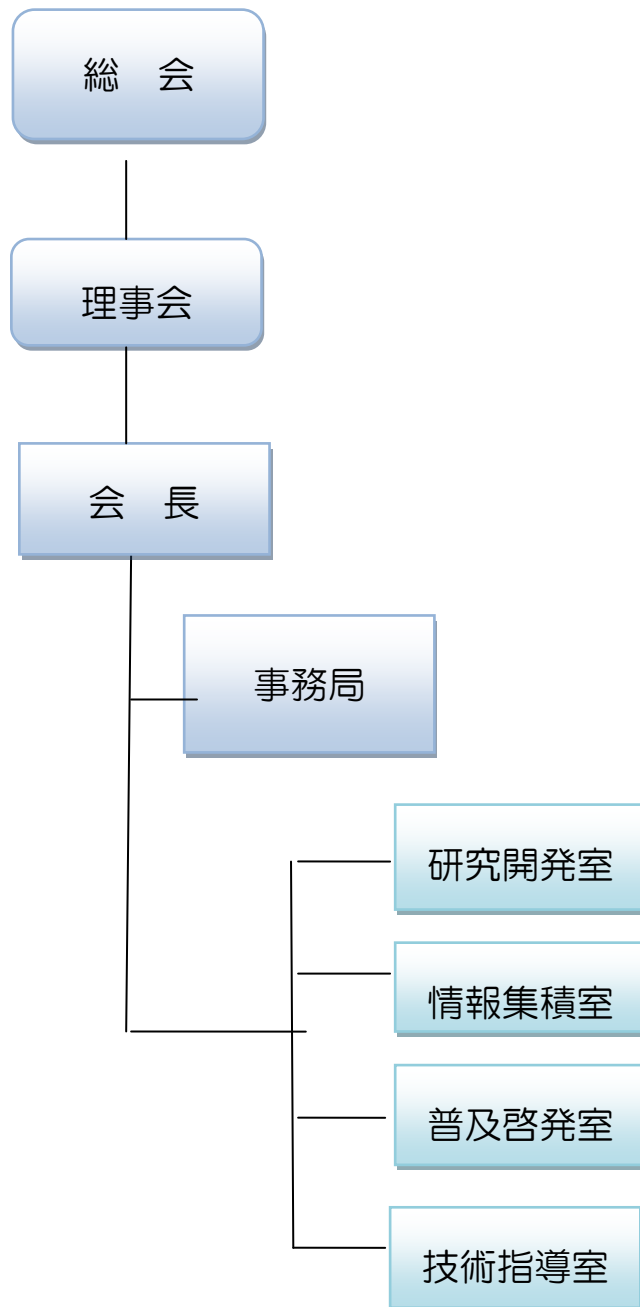 総　会
理事会
会　長
事務局
研究開発室
情報集積室
普及啓発室
技術指導室